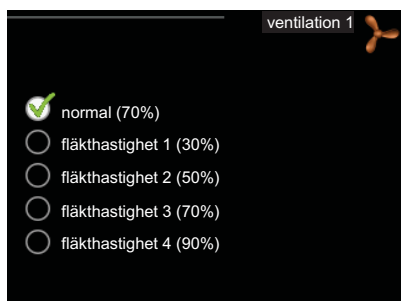 ventilation 1
normal (70%)
fläkthastighet 1 (30%)
fläkthastighet 2 (50%)
fläkthastighet 3 (70%)
fläkthastighet 4 (90%)